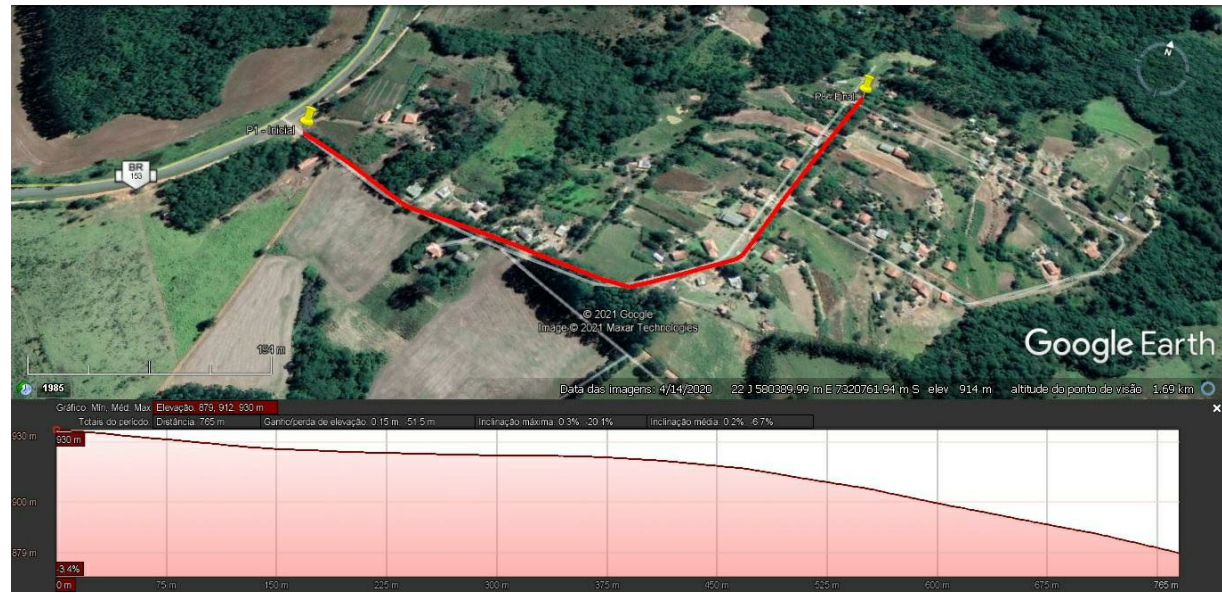 N
P1 - Inicial
Final
BR
153
© 2021 Google
Image © 2021 Maxar Technologies
194 m
Google Earth
1985
Data das imagens: 4/14/2020 22 J 580389.99 m E 7320761.94 m S elev 914 m altitude do ponto de visão 1.69 km
Gráfico: Mín, Méd, Max Elevação: 879, 912, 930 m
Totais do período: Distância: 765 m Ganho/perda de elevação: 0.15 m, -51.5 m Inclinação máxima: 0.3%, -20.1% Inclinação média: 0.2%, -6.7%
930 m
930 m
900 m
879 m
-3.4%
0 m 75 m 150 m 225 m 300 m 375 m 450 m 525 m 600 m 675 m 765 m